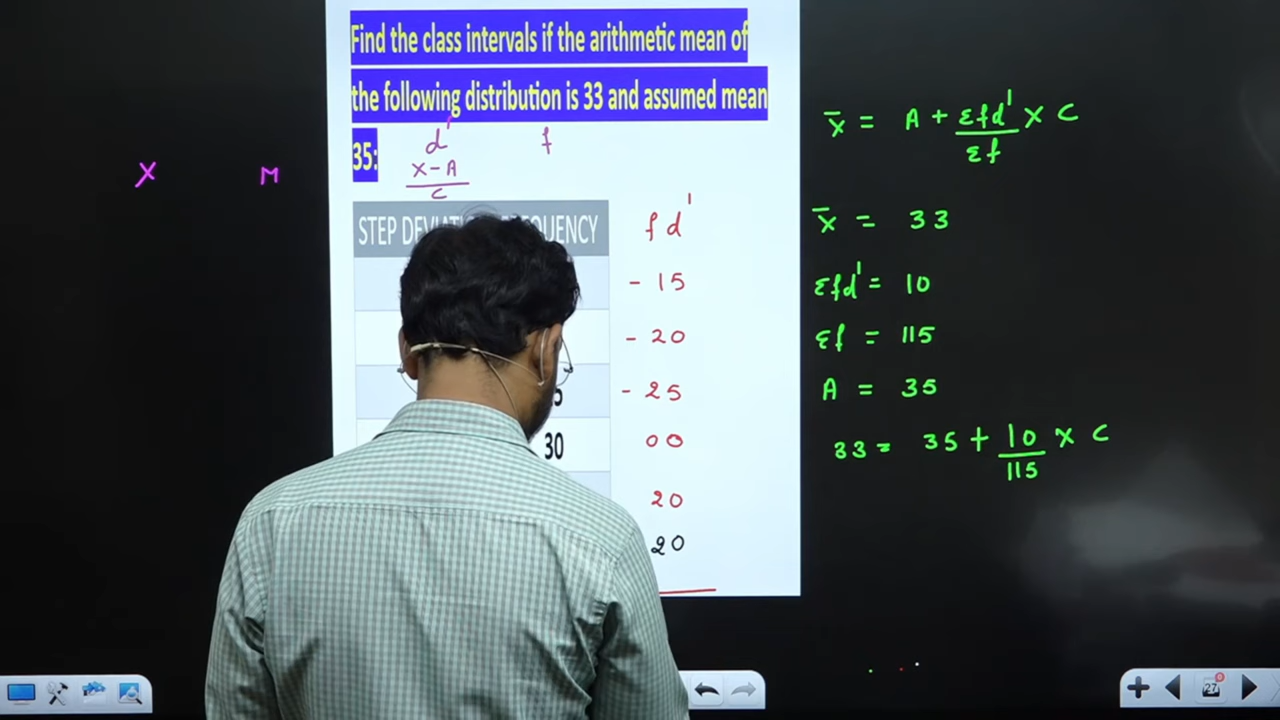 Find the class intervals if the arithmetic mean of
the following distribution is 33 and assumed mean
35:
d' f
X - A
C
X M
STEP
fd'
- 15
- 20
- 25
30 00
20
20
x̄ = A + Σfd' X C
Σf
x̄ = 33
Σfd' = 10
Σf = 115
A = 35
33 = 35 + 10 X C
115
27